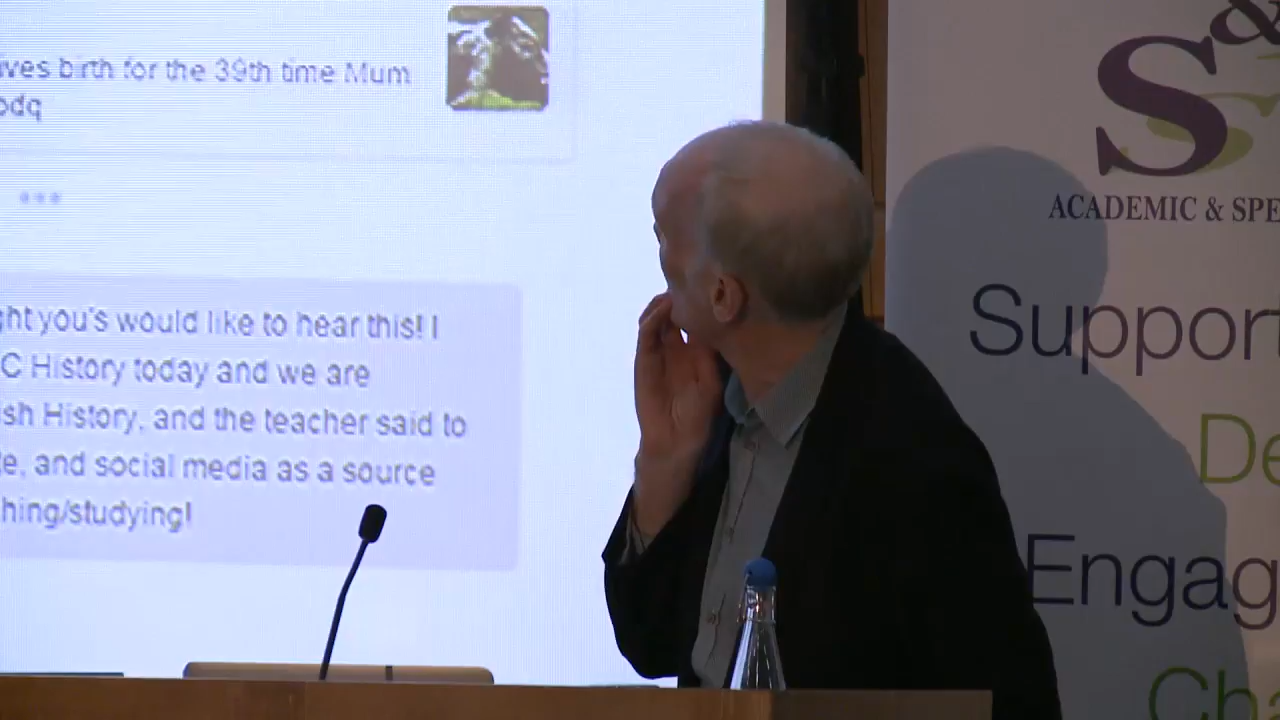 ives birth for the 39th time Mum
odq
ght you's would like to hear this! I
C History today and we are
ish History, and the teacher said to
e, and social media as a source
hing/studying!
S&
ACADEMIC & SPE
Suppor
De
Engag
Cha